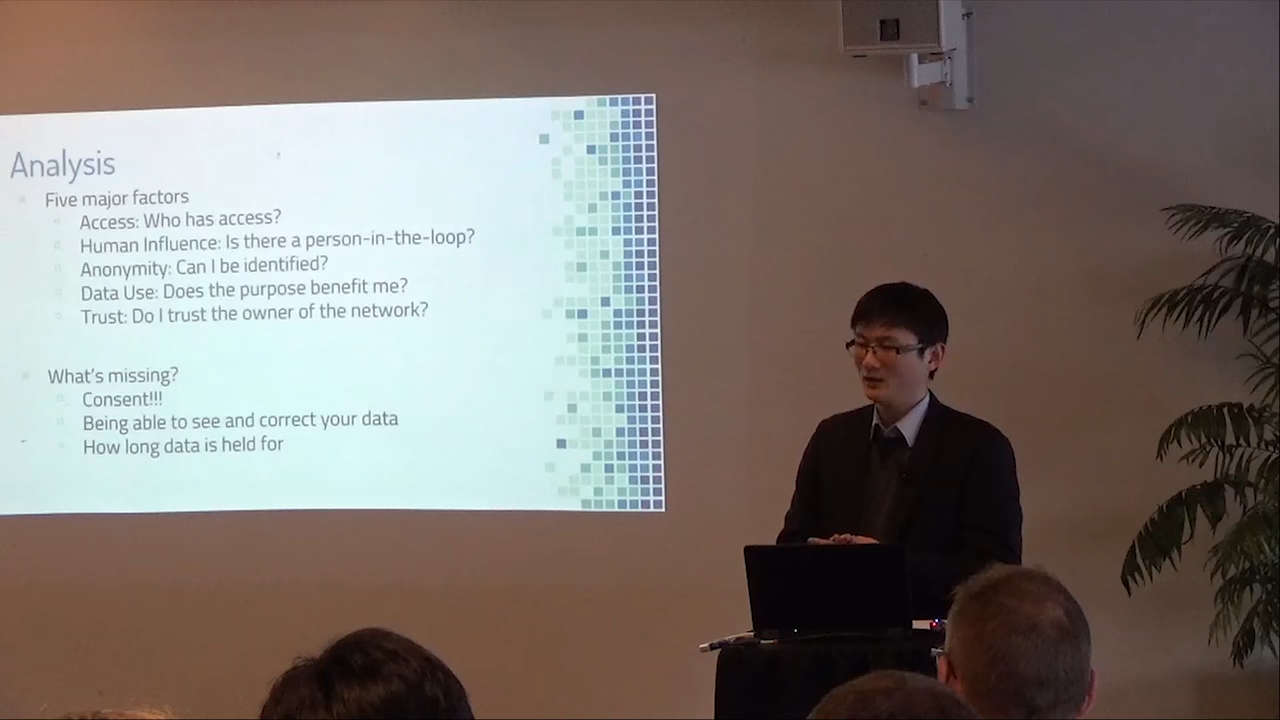 Analysis
Five major factors
Access: Who has access?
Human Influence: Is there a person-in-the-loop?
Anonymity: Can I be identified?
Data Use: Does the purpose benefit me?
Trust: Do I trust the owner of the network?
What's missing?
Consent!!!
Being able to see and correct your data
How long data is held for